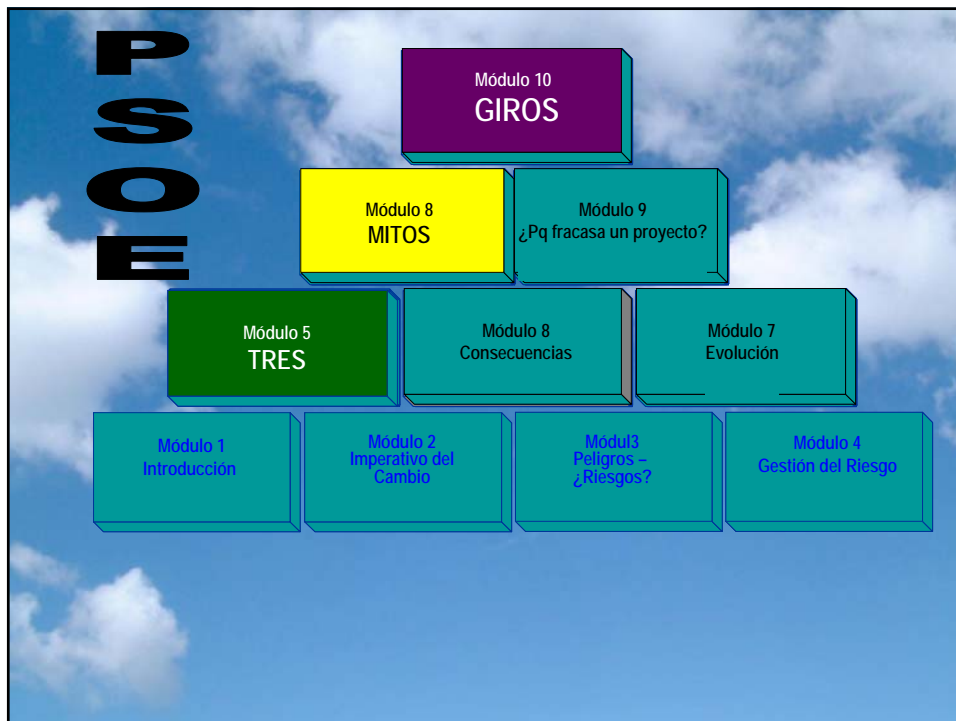 P
S
O
E
Módulo 10
GIROS
Módulo 8
MITOS
Módulo 9
¿Pq fracasa un proyecto?
Módulo 5
TRES
Módulo 8
Consecuencias
Módulo 7
Evolución
Módulo 1
Introducción
Módulo 2
Imperativo del
Cambio
Módul3
Peligros –
¿Riesgos?
Módulo 4
Gestión del Riesgo